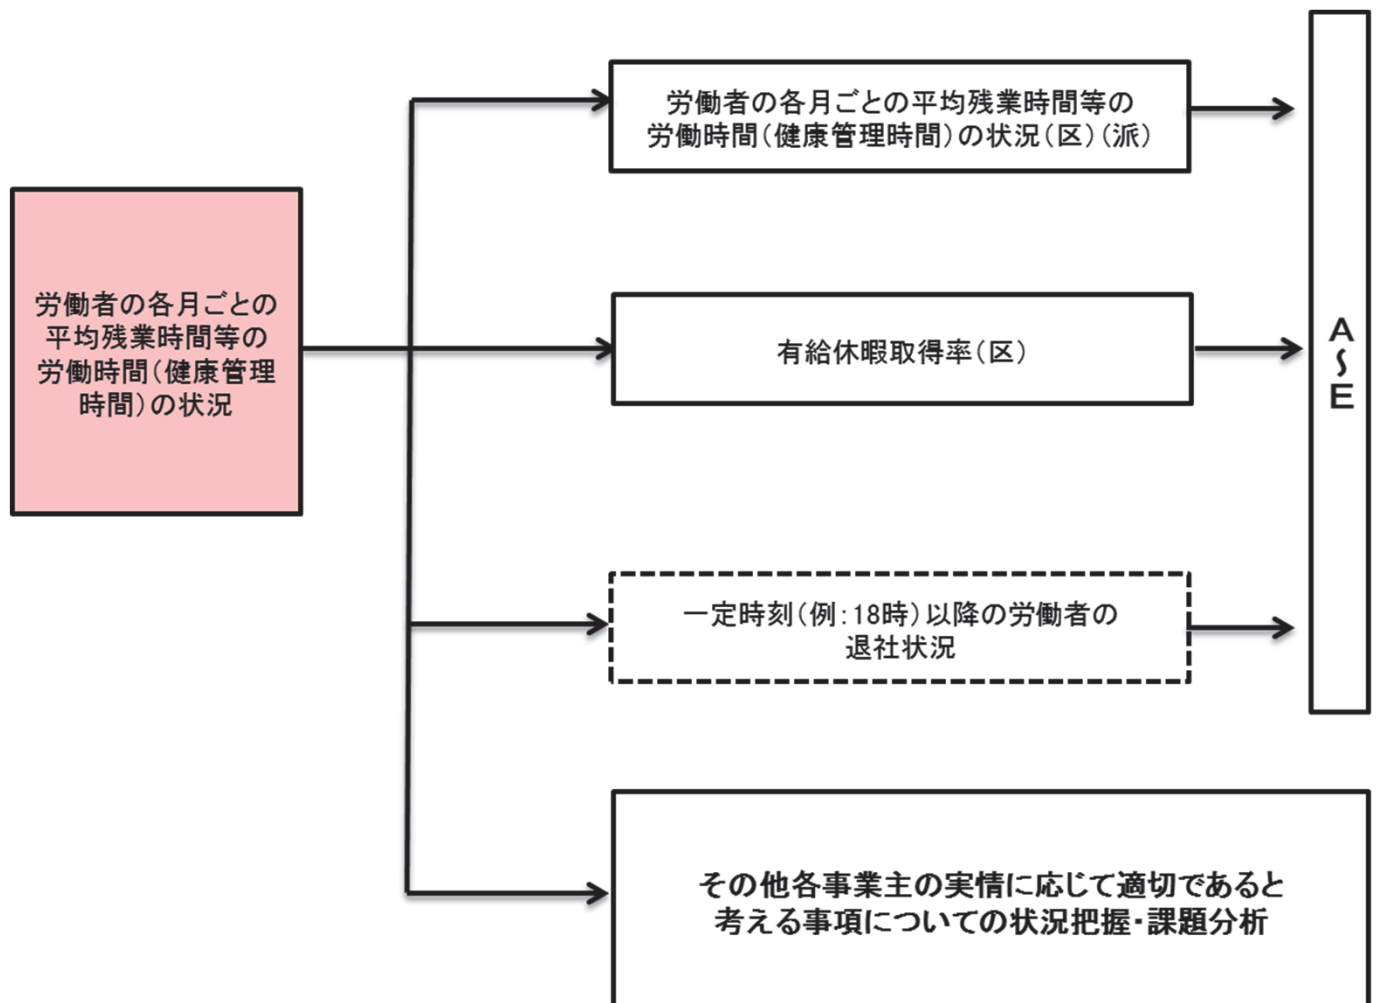 労働者の各月ごとの
平均残業時間等の
労働時間(健康管理
時間)の状況
労働者の各月ごとの平均残業時間等の
労働時間(健康管理時間)の状況(区)(派)
有給休暇取得率(区)
一定時刻(例:18時)以降の労働者の
退社状況
その他各事業主の実情に応じて適切であると
考える事項についての状況把握・課題分析
A
〜
E